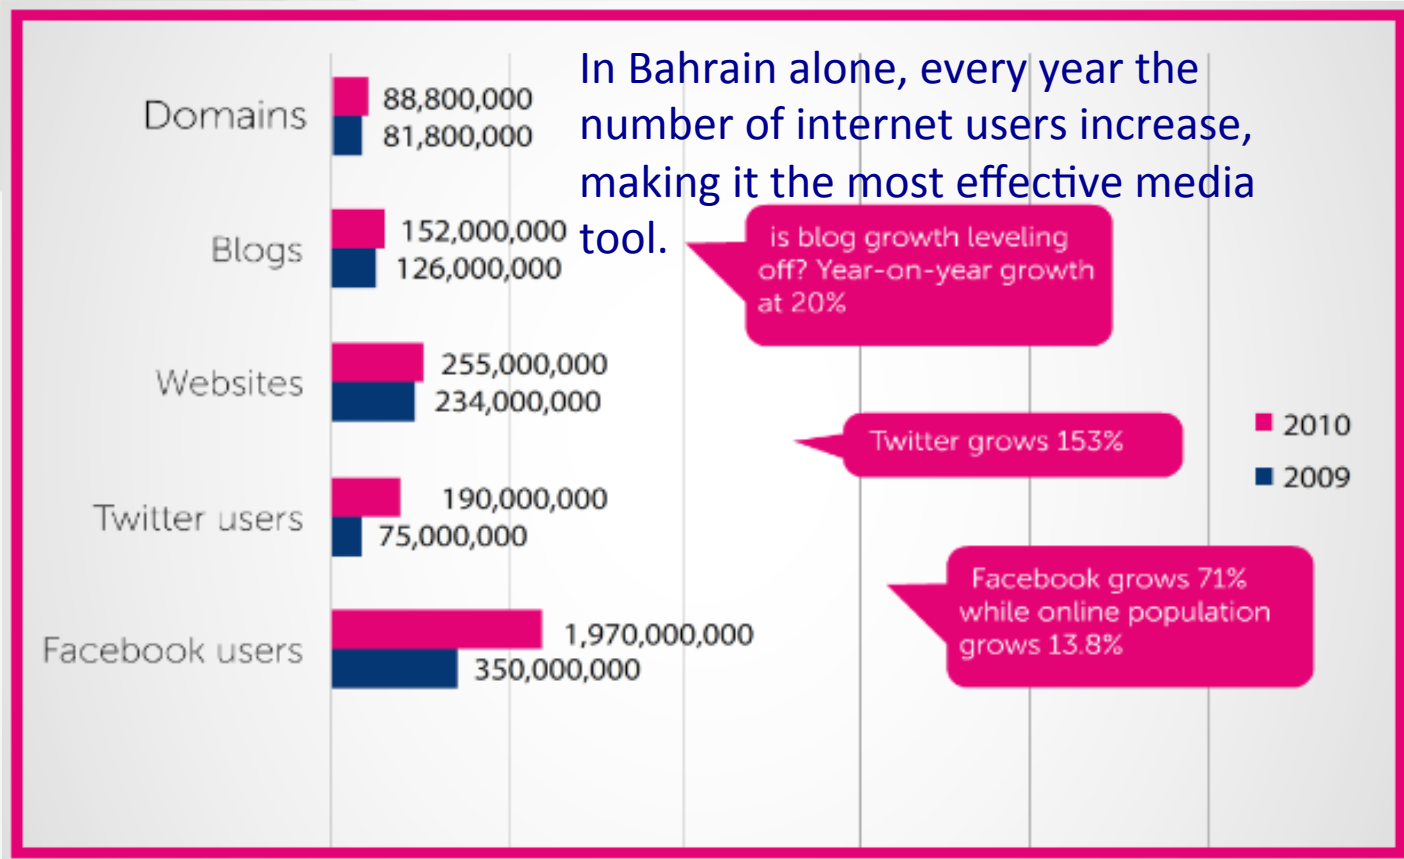 In Bahrain alone, every year the
number of internet users increase,
making it the most effective media
tool.
Domains
88,800,000
81,800,000
Blogs
152,000,000
126,000,000
is blog growth leveling
off? Year-on-year growth
at 20%
Websites
255,000,000
234,000,000
Twitter grows 153%
2010
2009
Twitter users
190,000,000
75,000,000
Facebook grows 71%
while online population
grows 13.8%
Facebook users
1,970,000,000
350,000,000